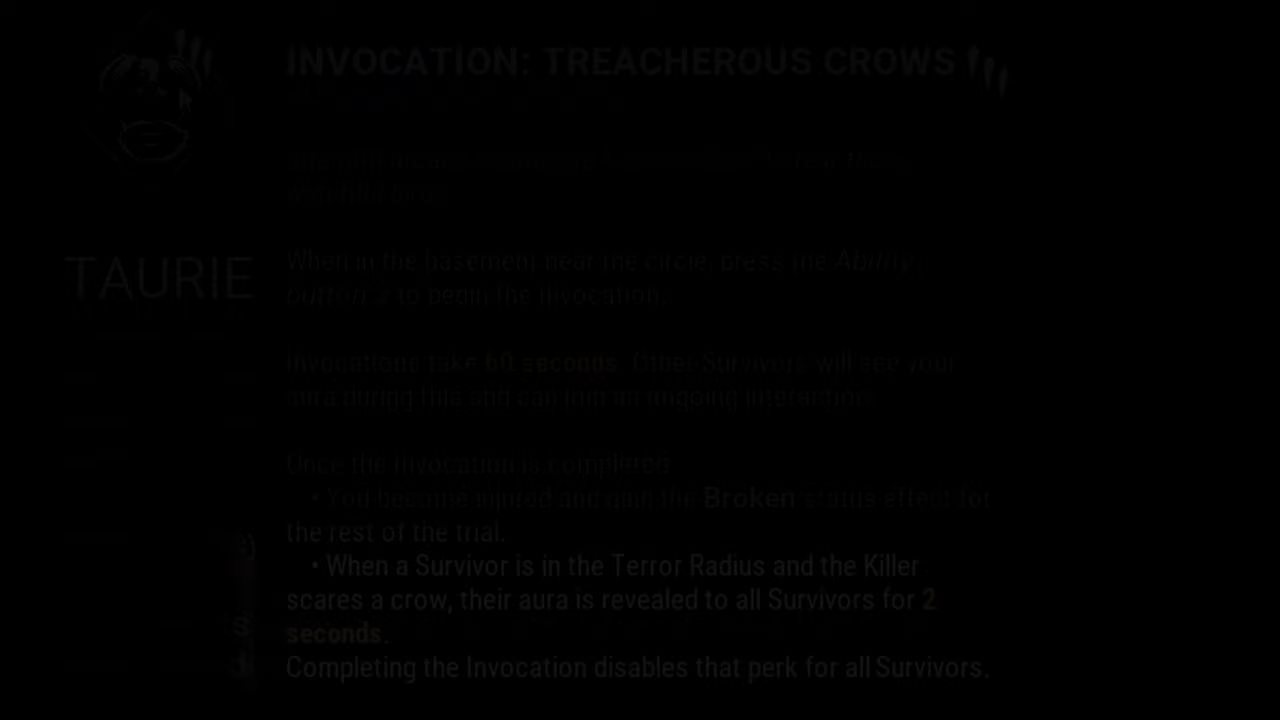 INVOCATION: TREACHEROUS CROWS
TAURIE
When in the basement near the circle, press the Ability
button 2 to begin the invocation.
Invocations take 60 seconds. Other Survivors will see your
aura during this and can join an ongoing interaction.
Once the invocation is completed
• You become injured and gain the Broken status effect for
the rest of the trial.
• When a Survivor is in the Terror Radius and the Killer
scares a crow, their aura is revealed to all Survivors for 2
seconds.
Completing the Invocation disables that perk for all Survivors.